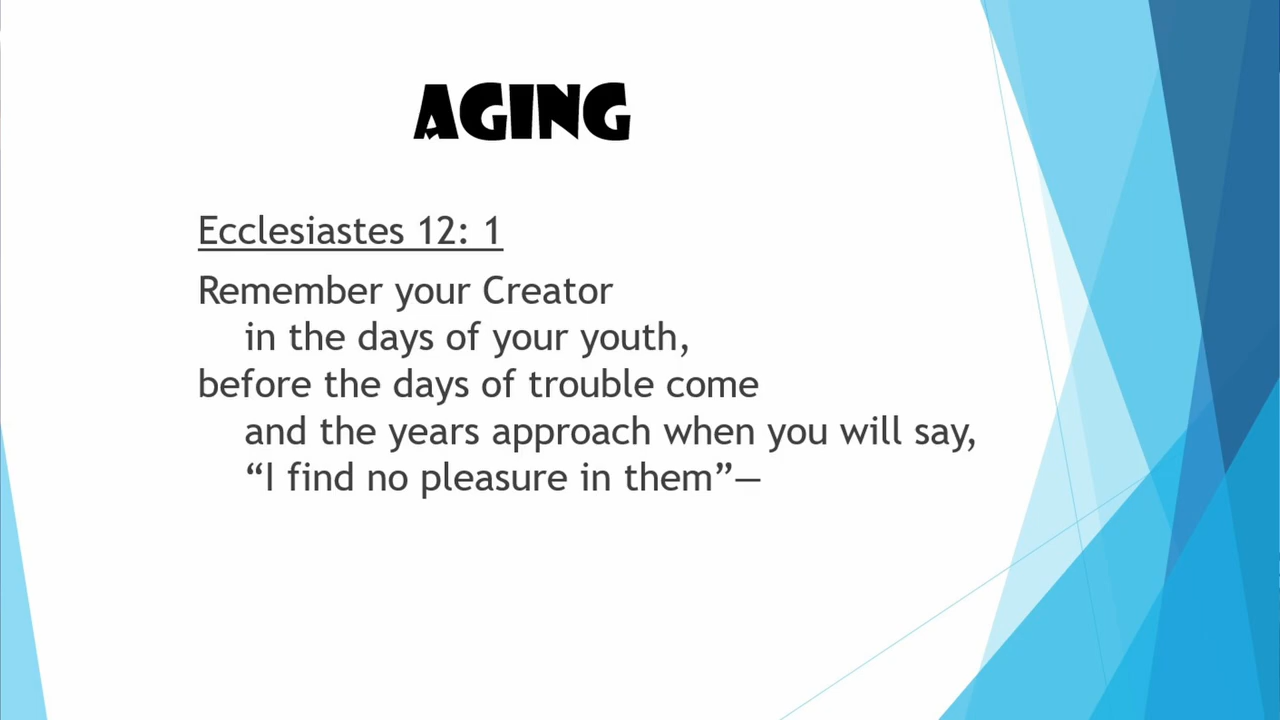 AGING
Ecclesiastes 12: 1
Remember your Creator
in the days of your youth,
before the days of trouble come
and the years approach when you will say,
“I find no pleasure in them”—